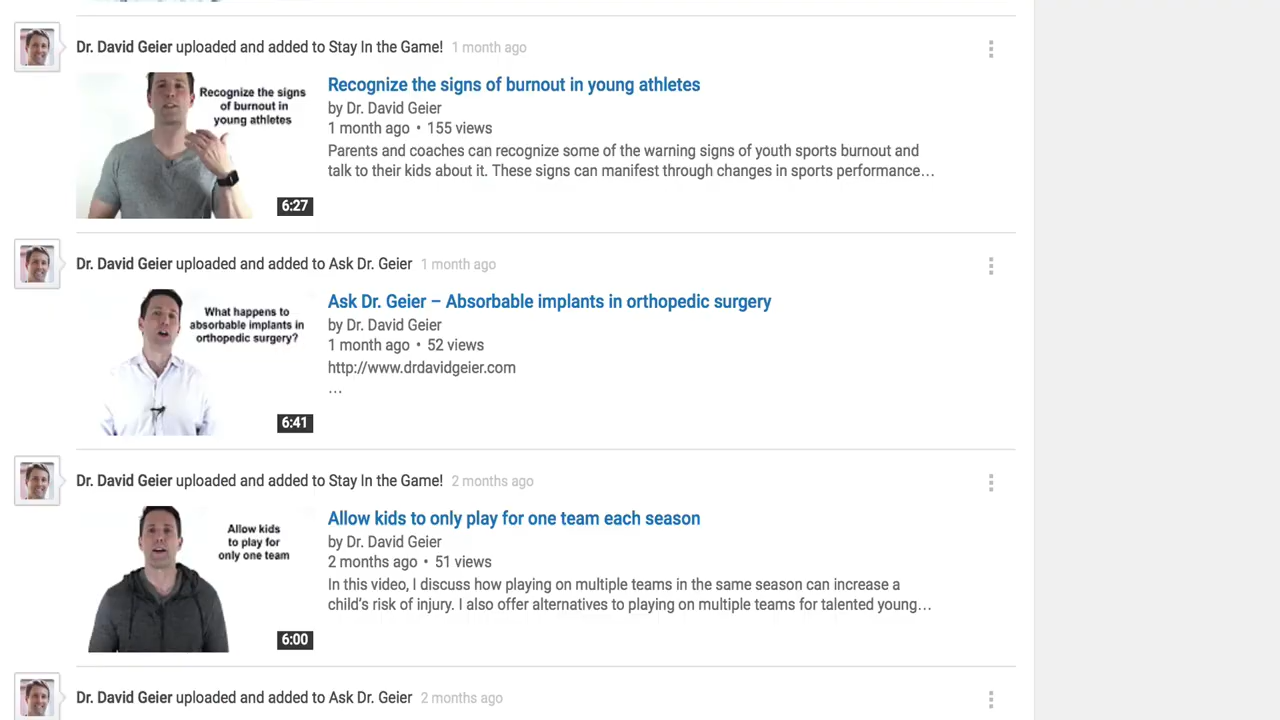 Dr. David Geier uploaded and added to Stay In the Game! 1 month ago
Recognize the signs
of burnout in
young athletes
6:27
Recognize the signs of burnout in young athletes
by Dr. David Geier
1 month ago • 155 views
Parents and coaches can recognize some of the warning signs of youth sports burnout and
talk to their kids about it. These signs can manifest through changes in sports performance...
Dr. David Geier uploaded and added to Ask Dr. Geier 1 month ago
What happens to
absorbable implants in
orthopedic surgery?
6:41
Ask Dr. Geier – Absorbable implants in orthopedic surgery
by Dr. David Geier
1 month ago • 52 views
http://www.drdavidgeier.com
...
Dr. David Geier uploaded and added to Stay In the Game! 2 months ago
Allow kids
to play for
only one team
6:00
Allow kids to only play for one team each season
by Dr. David Geier
2 months ago • 51 views
In this video, I discuss how playing on multiple teams in the same season can increase a
child's risk of injury. I also offer alternatives to playing on multiple teams for talented young...
Dr. David Geier uploaded and added to Ask Dr. Geier 2 months ago